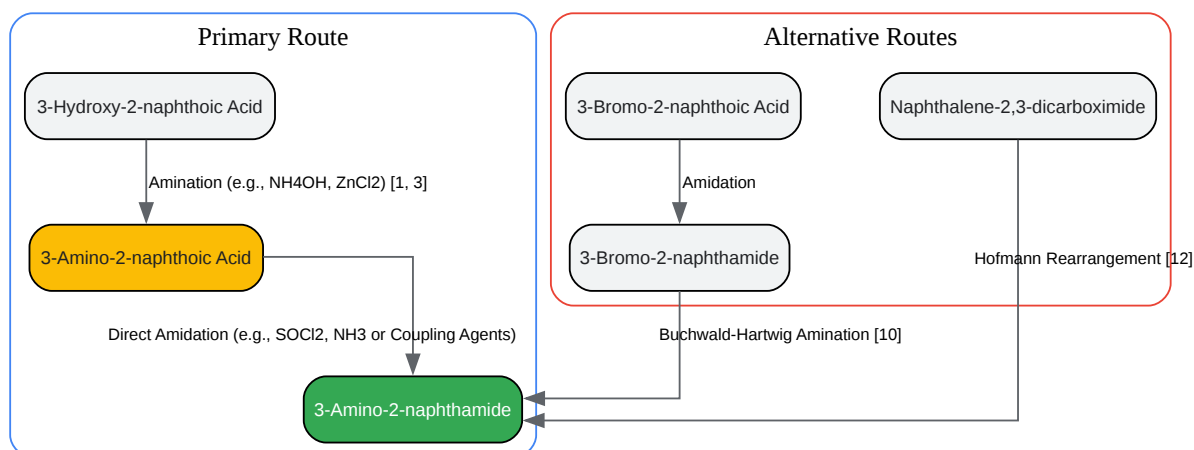 Primary Route
3-Hydroxy-2-naphthoic Acid
Amination (e.g., NH4OH, ZnCl2) [1, 3]
3-Amino-2-naphthoic Acid
Direct Amidation (e.g., SOCl2, NH3 or Coupling Agents)
3-Amino-2-naphthamide
Alternative Routes
3-Bromo-2-naphthoic Acid
Naphthalene-2,3-dicarboximide
Amidation
3-Bromo-2-naphthamide
Hofmann Rearrangement [12]
Buchwald-Hartwig Amination [10]